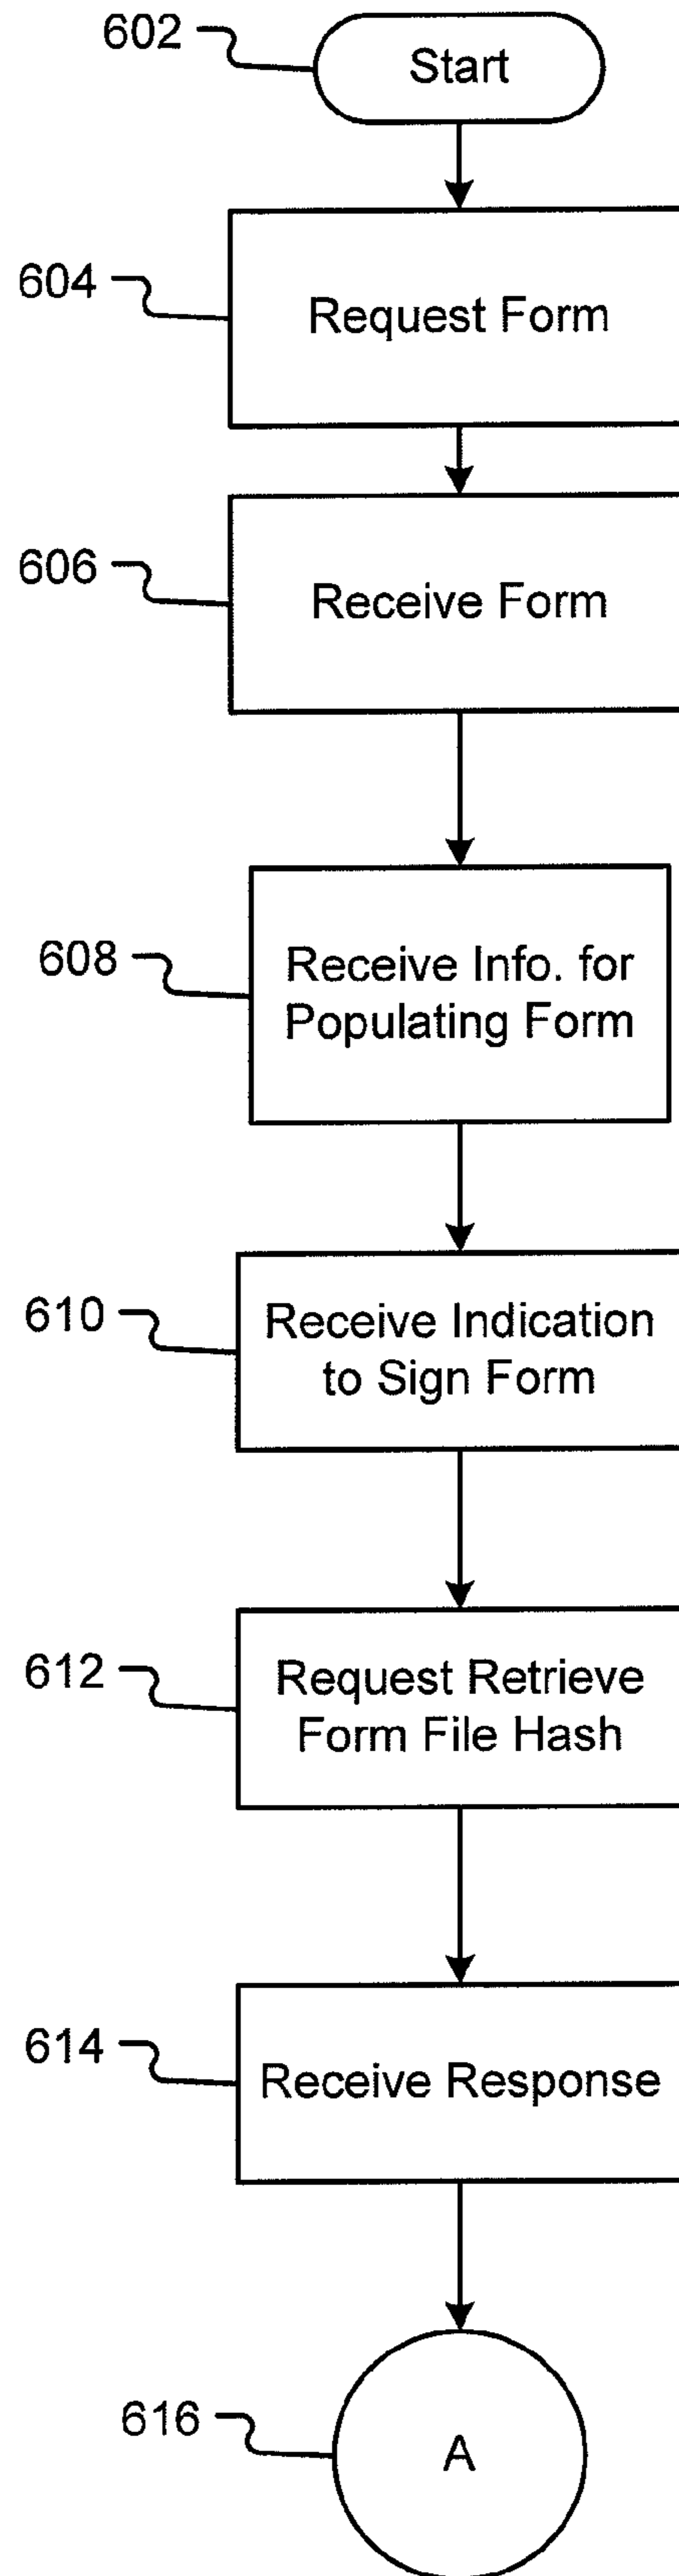 602
Start
604
Request Form
606
Receive Form
608
Receive Info. for
Populating Form
610
Receive Indication
to Sign Form
612
Request Retrieve
Form File Hash
614
Receive Response
616
A